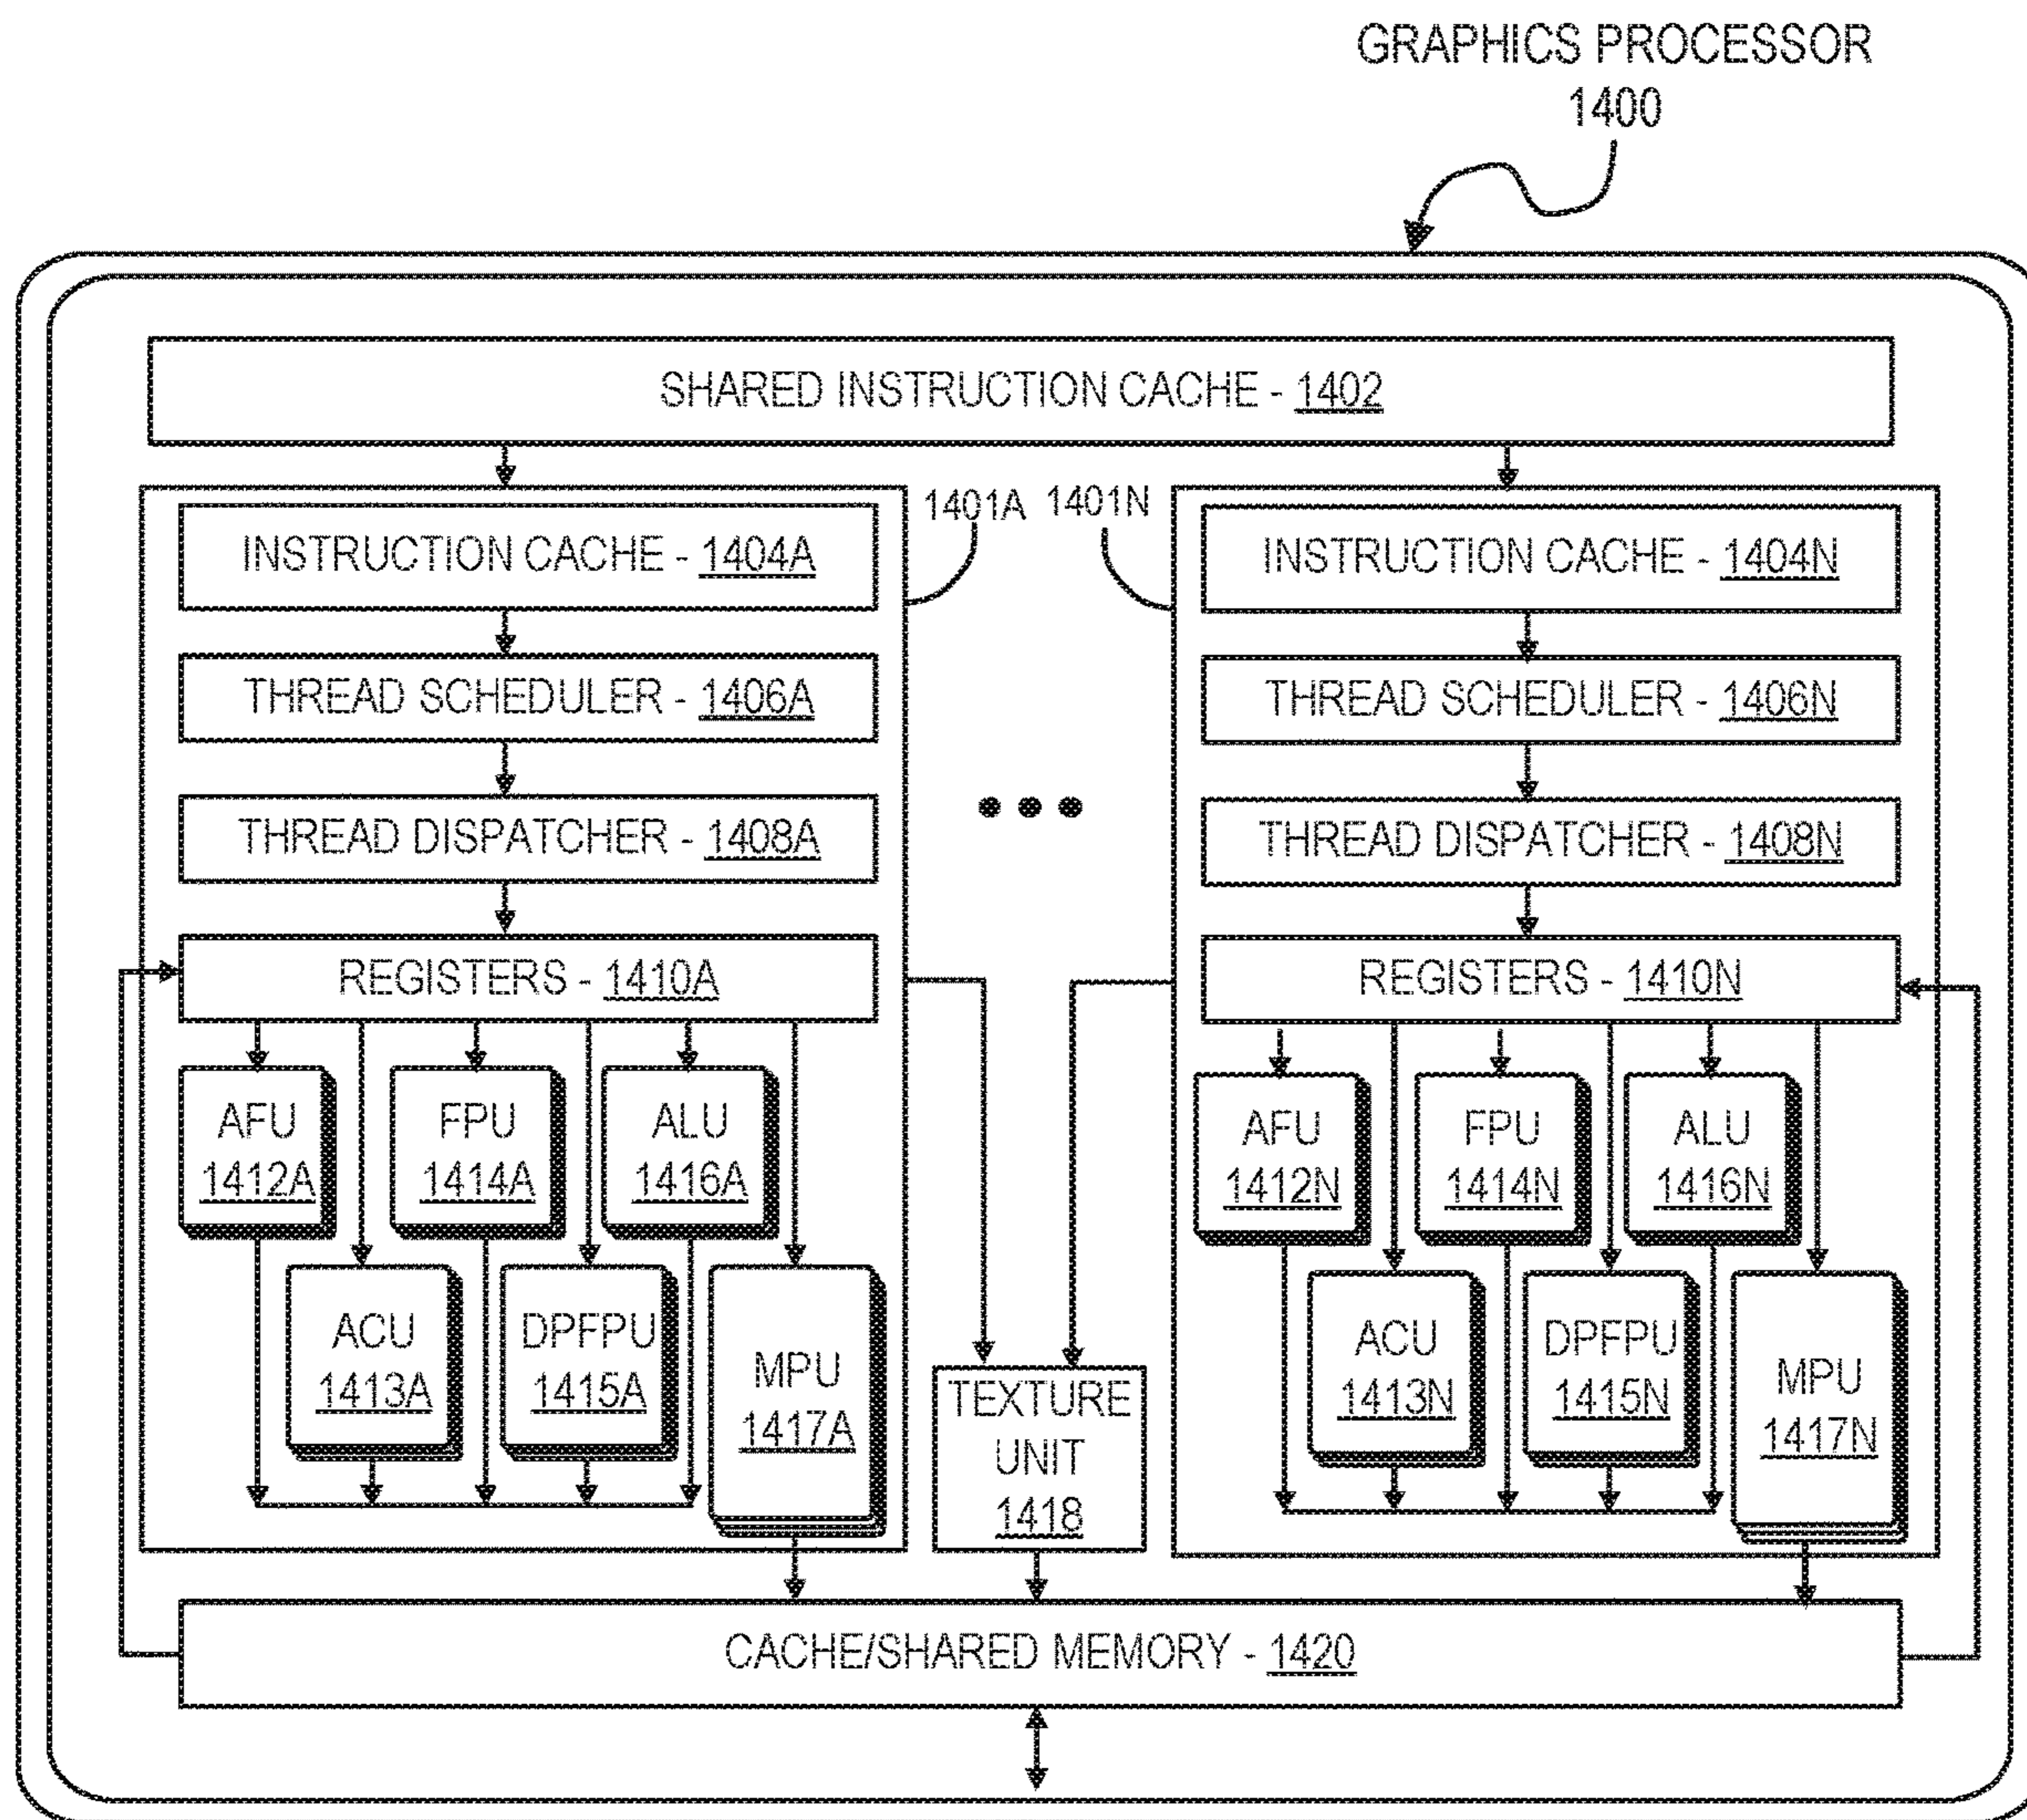 GRAPHICS PROCESSOR
1400
SHARED INSTRUCTION CACHE - 1402
1401A
1401N
INSTRUCTION CACHE - 1404A
THREAD SCHEDULER - 1406A
THREAD DISPATCHER - 1408A
REGISTERS - 1410A
AFU
1412A
FPU
1414A
ALU
1416A
ACU
1413A
DPFPU
1415A
MPU
1417A
TEXTURE
UNIT
1418
INSTRUCTION CACHE - 1404N
THREAD SCHEDULER - 1406N
THREAD DISPATCHER - 1408N
REGISTERS - 1410N
AFU
1412N
FPU
1414N
ALU
1416N
ACU
1413N
DPFPU
1415N
MPU
1417N
CACHE/SHARED MEMORY - 1420